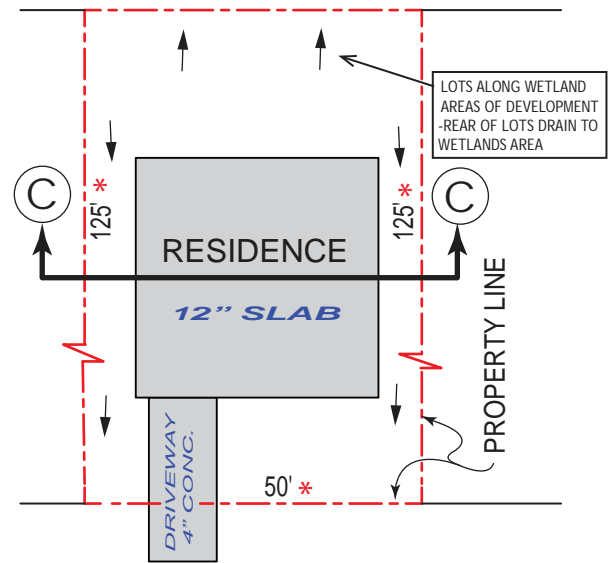 LOTS ALONG WETLAND
AREAS OF DEVELOPMENT
-REAR OF LOTS DRAIN TO
WETLANDS AREA
C
125' *
125' *
C
RESIDENCE
12” SLAB
PROPERTY LINE
DRIVEWAY
4” CONC.
50' *